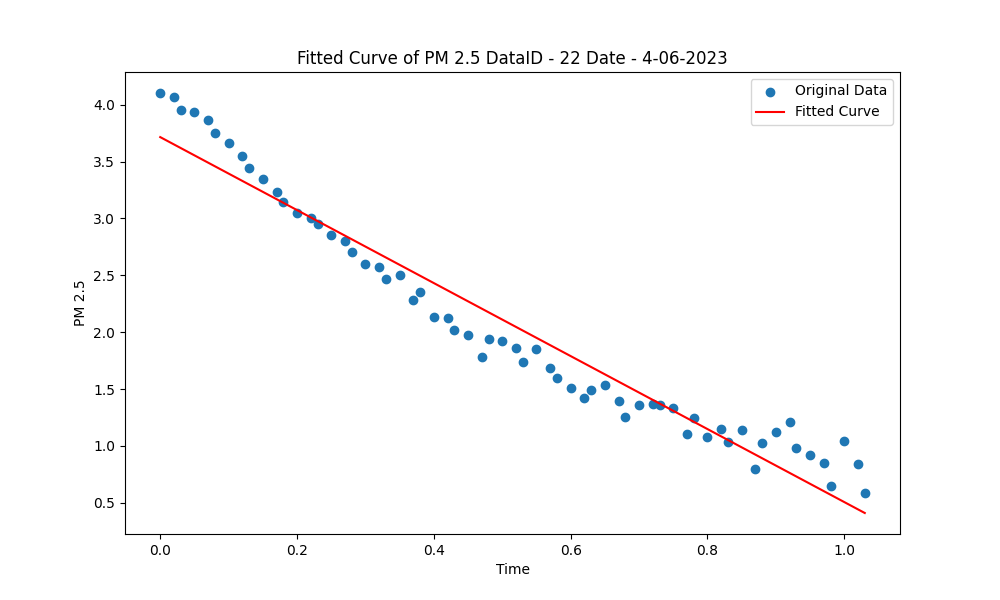 Fitted Curve of PM 2.5 DataID - 22 Date - 4-06-2023
Original Data
Fitted Curve
PM 2.5
4.0
3.5
3.0
2.5
2.0
1.5
1.0
0.5
0.0 0.2 0.4 0.6 0.8 1.0
Time